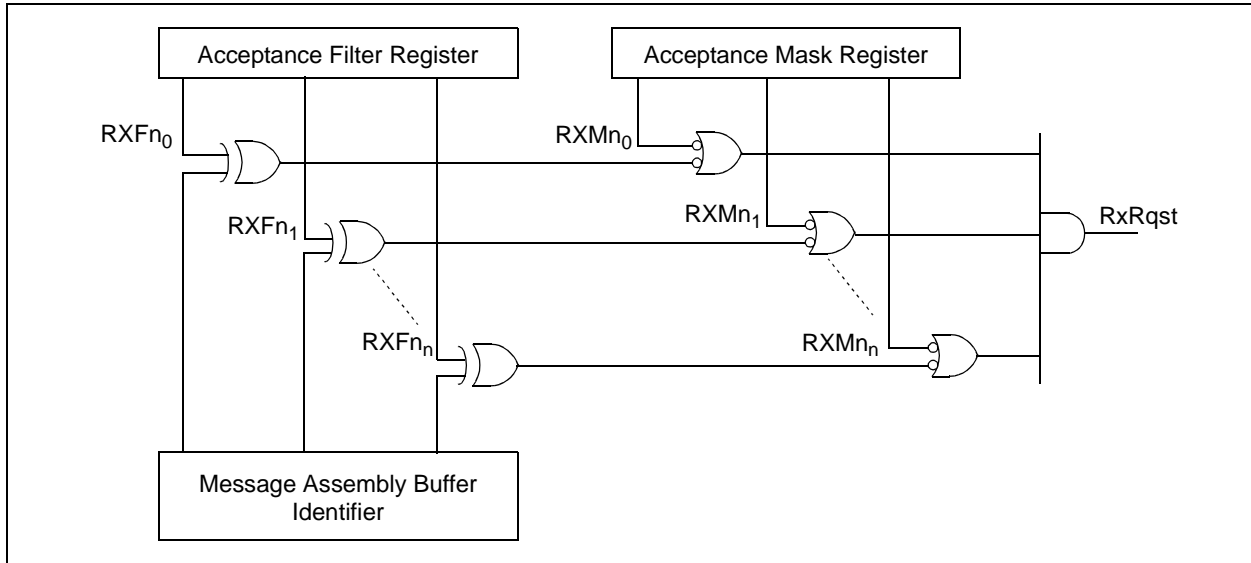 Acceptance Filter Register
Acceptance Mask Register
RXFn0
RXMn0
RXFn1
RXMn1
RxRqst
RXFnn
RXMnn
Message Assembly Buffer
Identifier